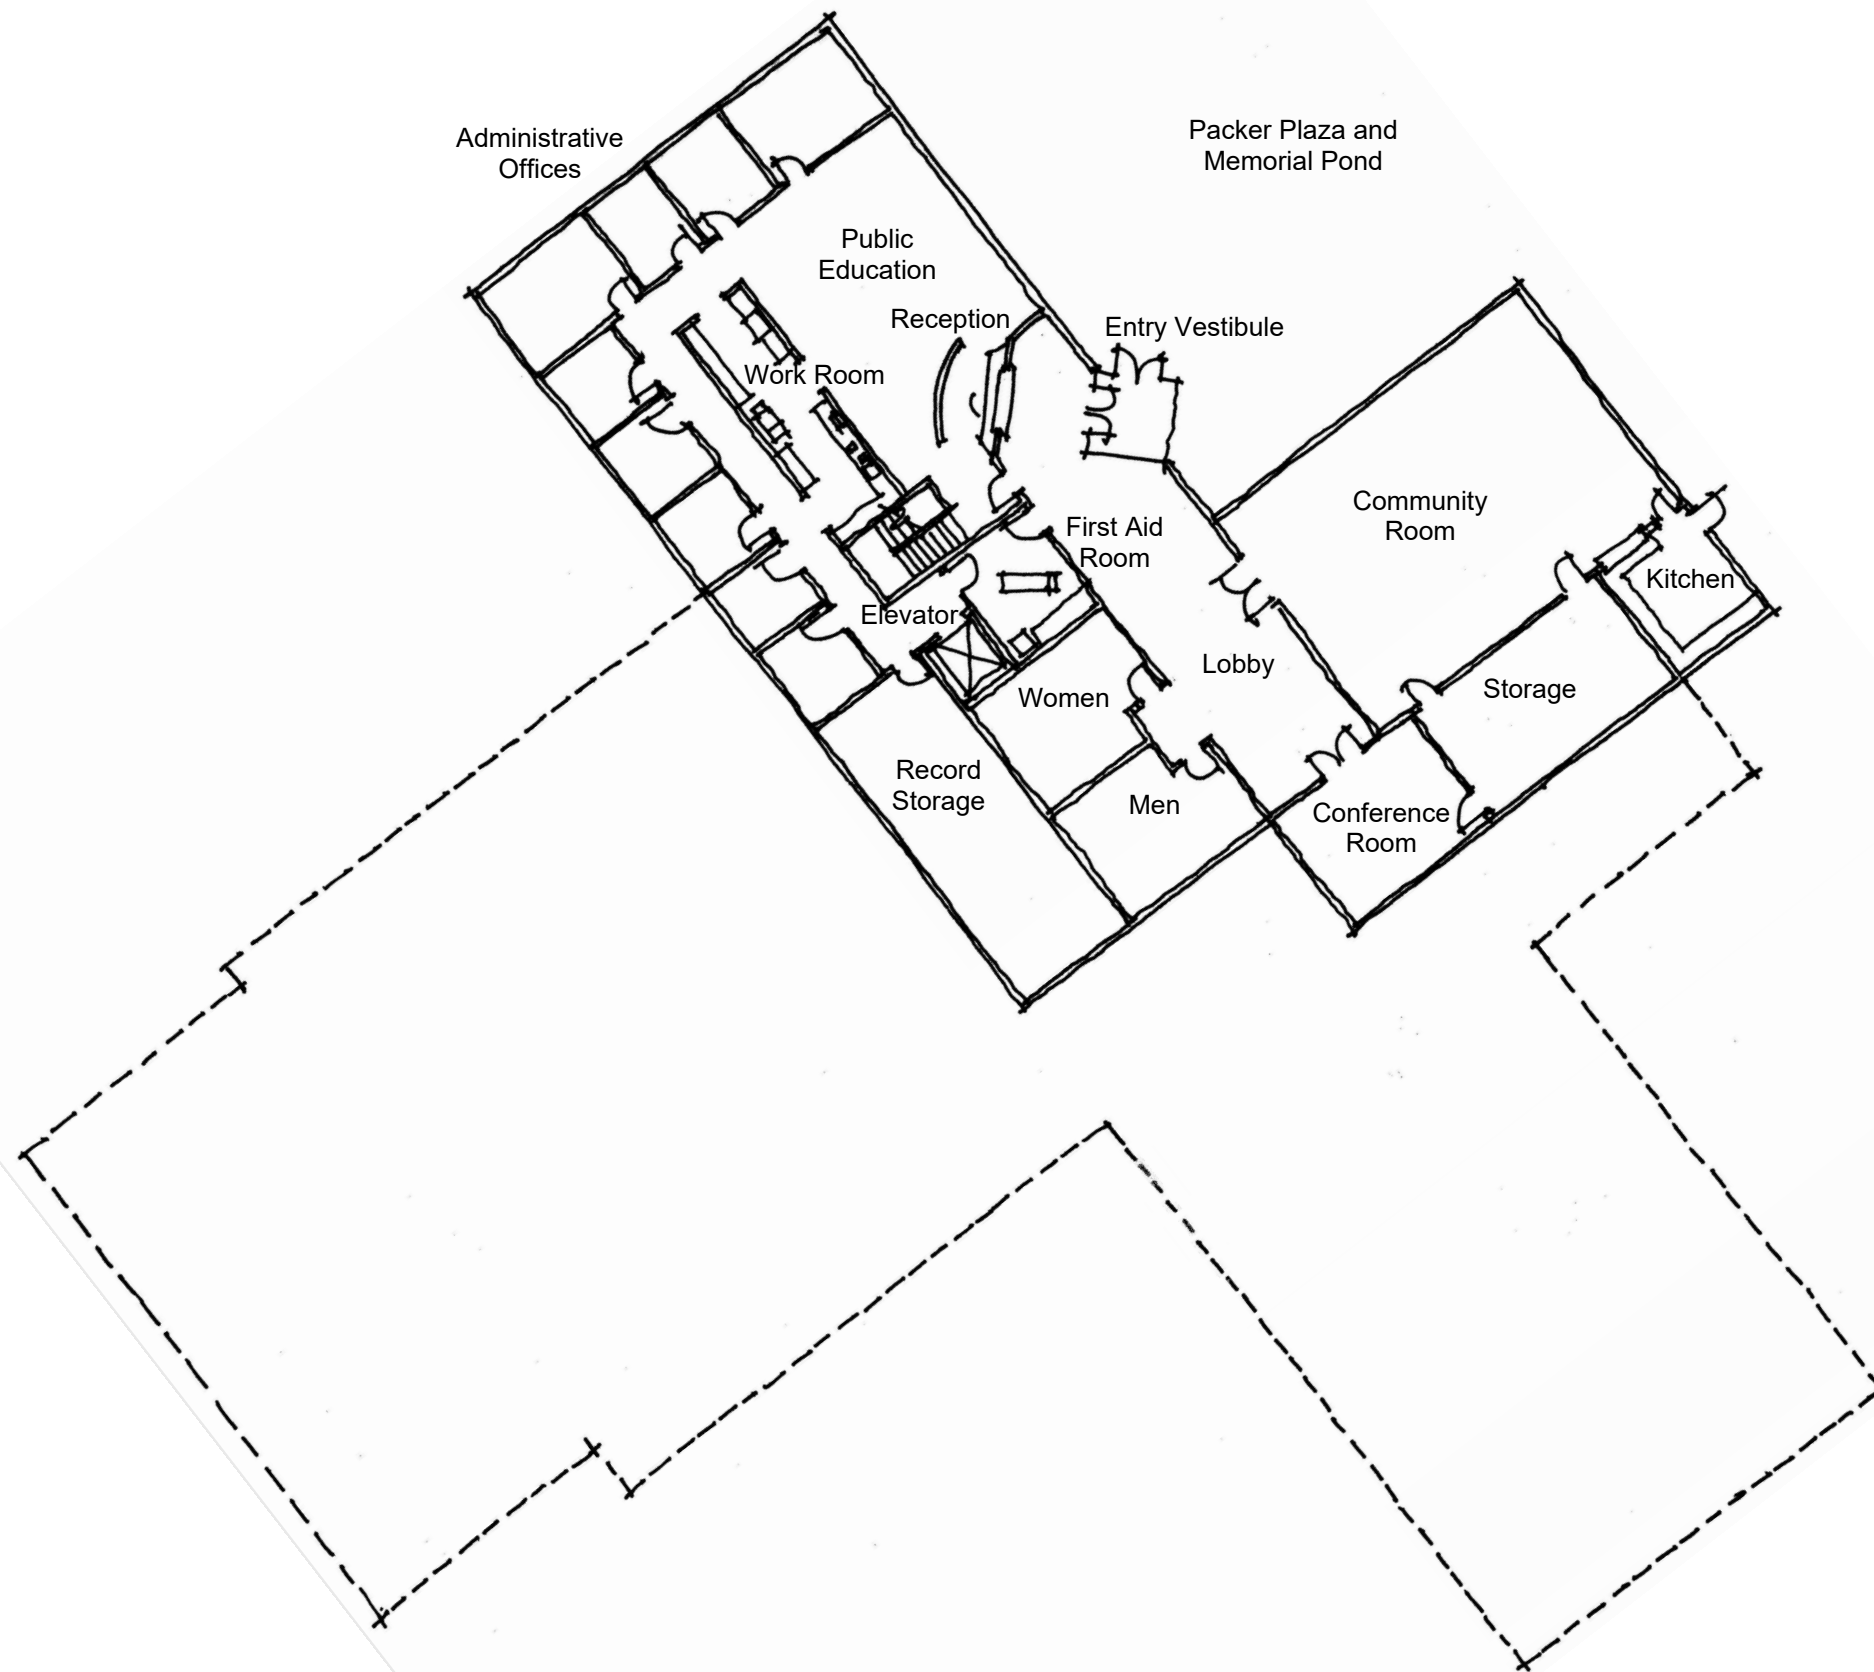 Administrative
Offices
Packer Plaza and
Memorial Pond
Public
Education
Reception
Entry Vestibule
Work Room
Community
Room
First Aid
Room
Kitchen
Elevator
Lobby
Women
Storage
Record
Storage
Men
Conference
Room